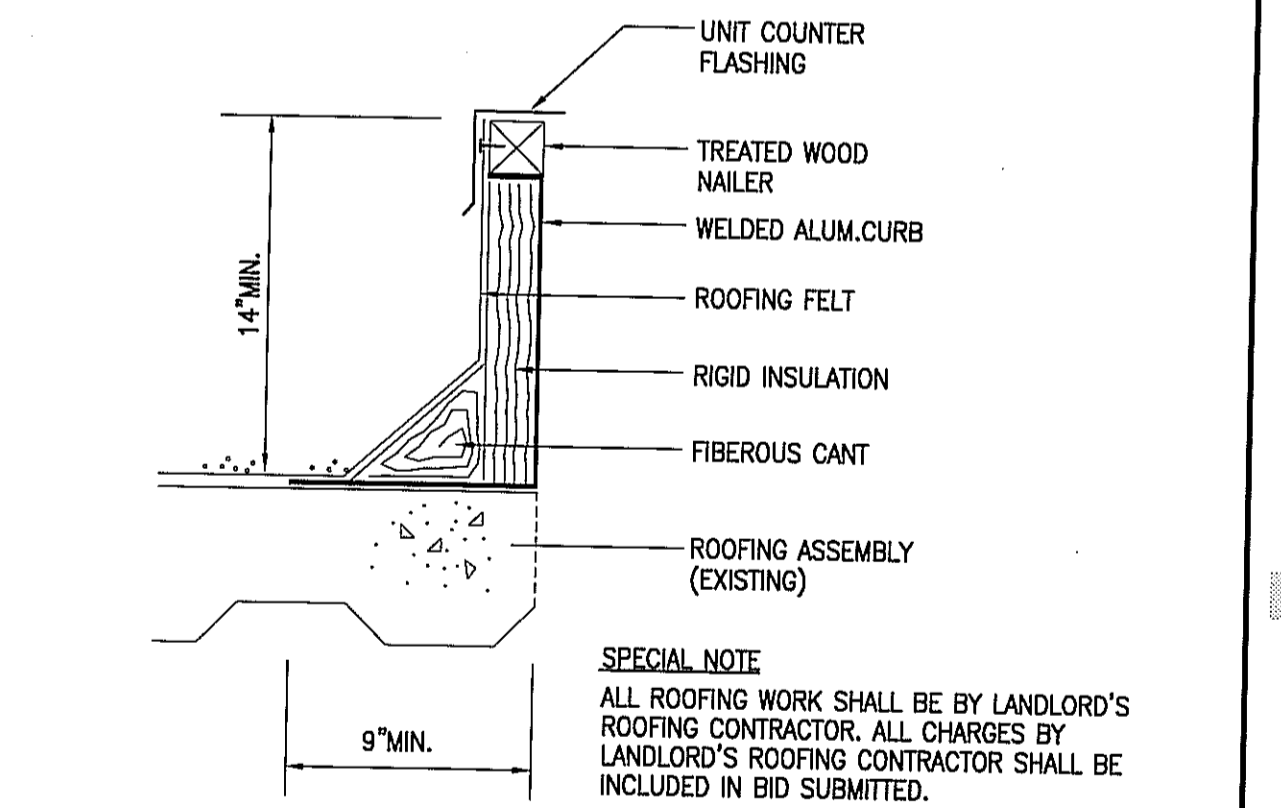 UNIT COUNTER
FLASHING
TREATED WOOD
NAILER
WELDED ALUM.CURB
14"MIN.
ROOFING FELT
RIGID INSULATION
FIBEROUS CANT
ROOFING ASSEMBLY
(EXISTING)
9"MIN.
SPECIAL NOTE
ALL ROOFING WORK SHALL BE BY LANDLORD'S
ROOFING CONTRACTOR. ALL CHARGES BY
LANDLORD'S ROOFING CONTRACTOR SHALL BE
INCLUDED IN BID SUBMITTED.